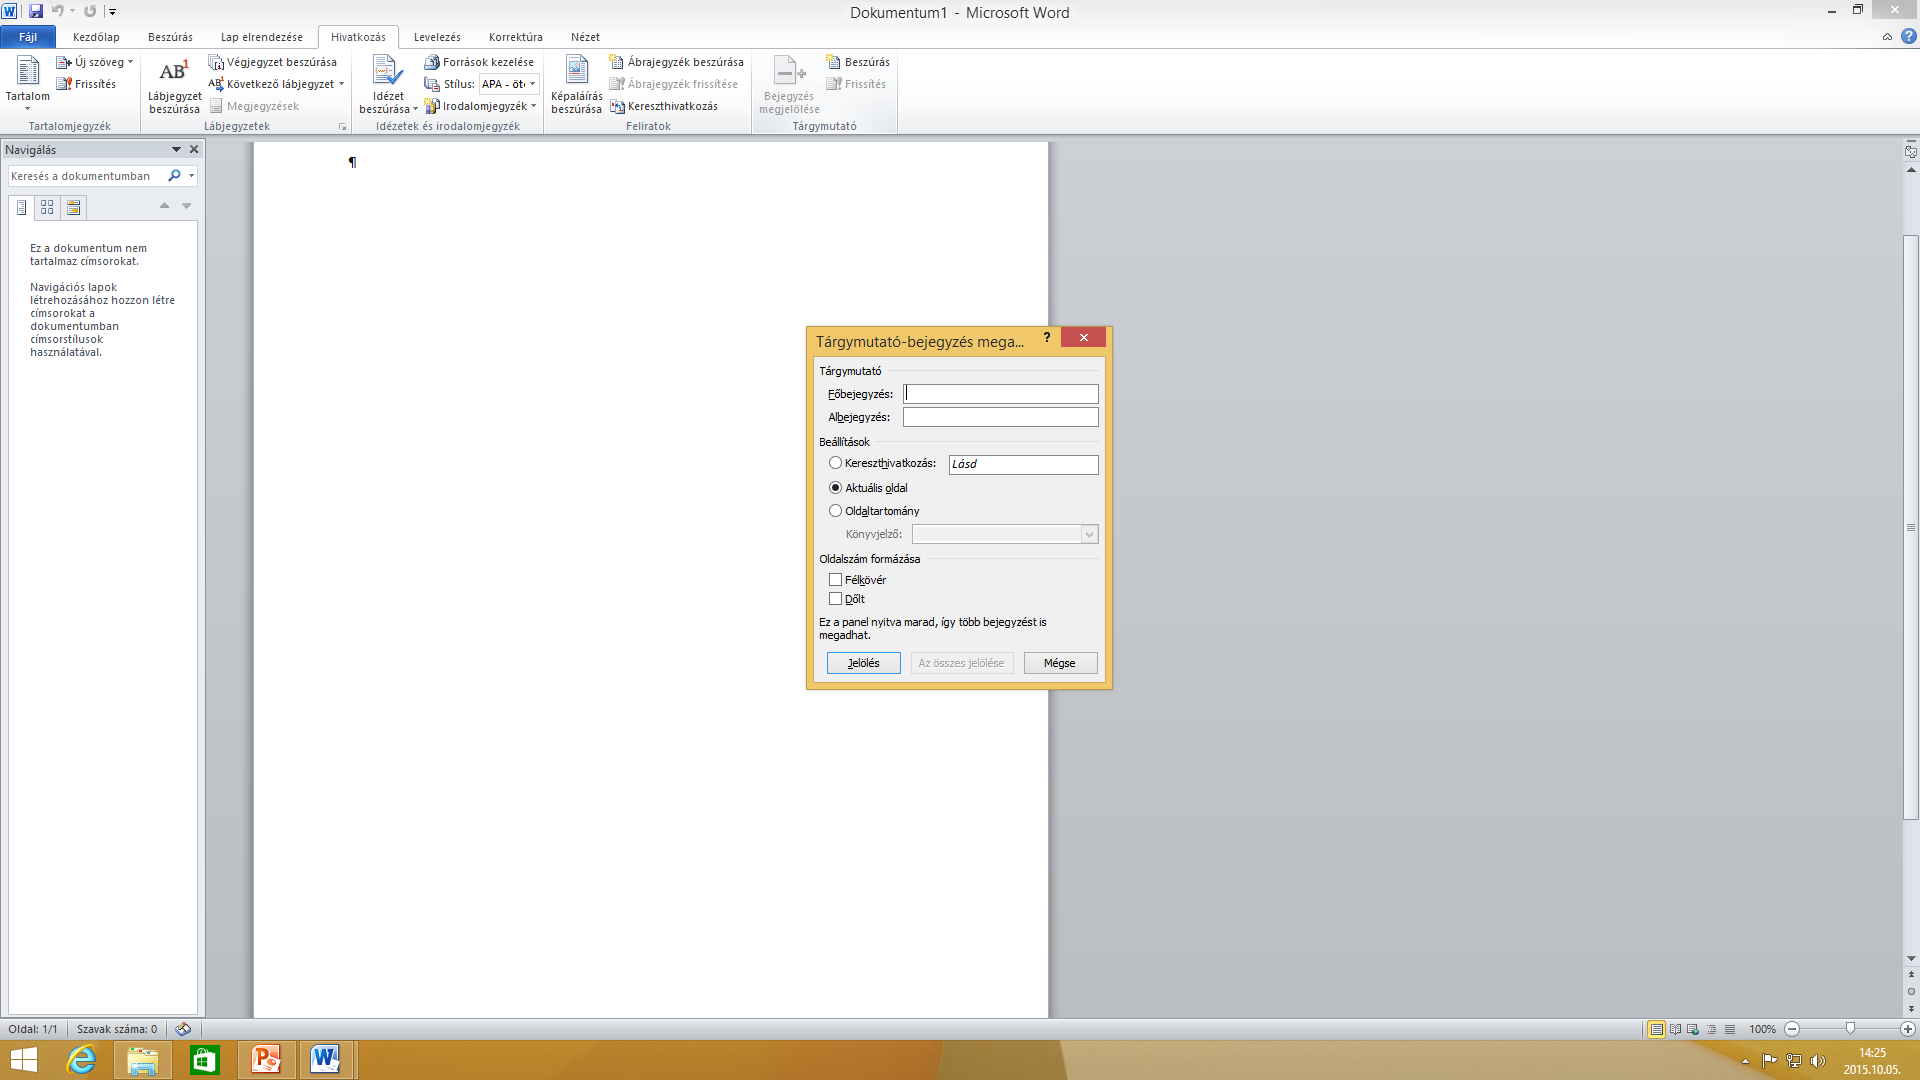 Dokumentum1 - Microsoft Word
Fájl Kezdőlap Beszúrás Lap elrendezése Hivatkozás Levelezés Korrektúra Nézet
Tartalom
Új szöveg
Frissítés
Tartalomjegyzék
AB1
Lábjegyzet
beszúrása
Végjegyzet beszúrása
AB1 Következő lábjegyzet
Megjegyzések
Lábjegyzetek
Idézet
beszúrása
Források kezelése
Stílus: APA - öt
Irodalomjegyzék
Idézetek és irodalomjegyzék
Képaláírás
beszúrása
Ábrajegyzék beszúrása
Ábrajegyzék frissítése
Kereszthivatkozás
Feliratok
Bejegyzés
megjelölése
Beszúrás
Frissítés
Tárgymutató
Navigálás
Keresés a dokumentumban
Ez a dokumentum nem
tartalmaz címsorokat.
Navigációs lapok
létrehozásához hozzon létre
címsorokat a
dokumentumban
címsorstílusok
használatával.
¶
Tárgymutató-bejegyzés mega... ?
Tárgymutató
Főbejegyzés:
Albejegyzés:
Beállítások
Kereszthivatkozás: Lásd
Aktuális oldal
Oldaltartomány
Könyvjelző:
Oldalszám formázása
Félkövér
Dőlt
Ez a panel nyitva marad, így több bejegyzést is
megadhat.
Jelölés Az összes jelölése Mégse
Oldal: 1/1 Szavak száma: 0
100%
14:25
2015.10.05.